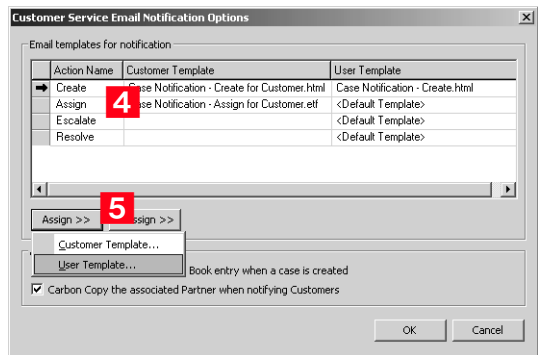 Customer Service Email Notification Options
Email templates for notification
Action Name Customer Template User Template
Create Case Notification - Create for Customer.html Case Notification - Create.html
Assign Case Notification - Assign for Customer.etf <Default Template>
4
Escalate <Default Template>
Resolve <Default Template>
5
Assign >> Assign >>
Customer Template...
User Template...
Book entry when a case is created
Carbon Copy the associated Partner when notifying Customers
OK Cancel